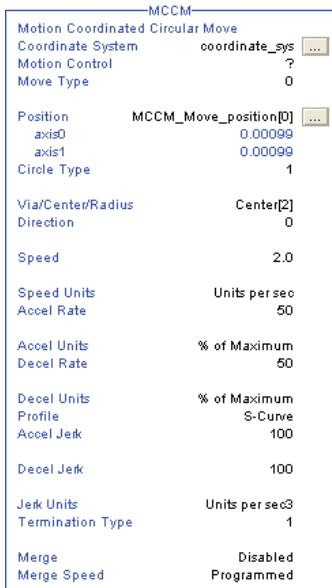 MCCM
Motion Coordinated Circular Move
Coordinate System coordinate_sys ...
Motion Control ?
Move Type 0
Position MCCM_Move_position[0] ...
axis0 0.00099
axis1 0.00099
Circle Type 1
Via/Center/Radius Center[2]
Direction 0
Speed 2.0
Speed Units Units per sec
Accel Rate 50
Accel Units % of Maximum
Decel Rate 50
Decel Units % of Maximum
Profile S-Curve
Accel Jerk 100
Decel Jerk 100
Jerk Units Units per sec3
Termination Type 1
Merge Disabled
Merge Speed Programmed